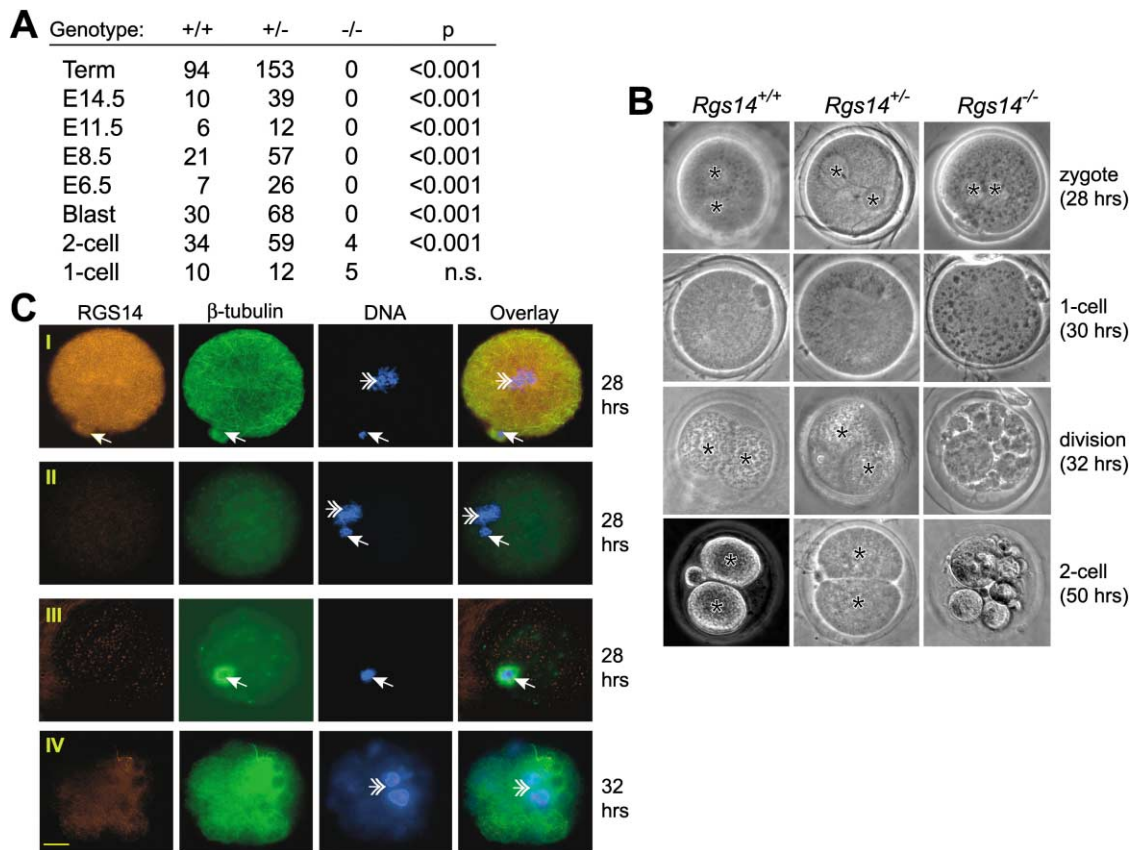 A
Genotype: +/+ +/- -/- p
Term 94 153 0 <0.001
E14.5 10 39 0 <0.001
E11.5 6 12 0 <0.001
E8.5 21 57 0 <0.001
E6.5 7 26 0 <0.001
Blast 30 68 0 <0.001
2-cell 34 59 4 <0.001
1-cell 10 12 5 n.s.
B
Rgs14+/+ Rgs14+/- Rgs14-/-
* * * * * *
zygote
(28 hrs)
1-cell
(30 hrs)
* * * *
division
(32 hrs)
* * * *
2-cell
(50 hrs)
C
RGS14 β-tubulin DNA Overlay
I
28
hrs
II
28
hrs
III
28
hrs
IV
32
hrs